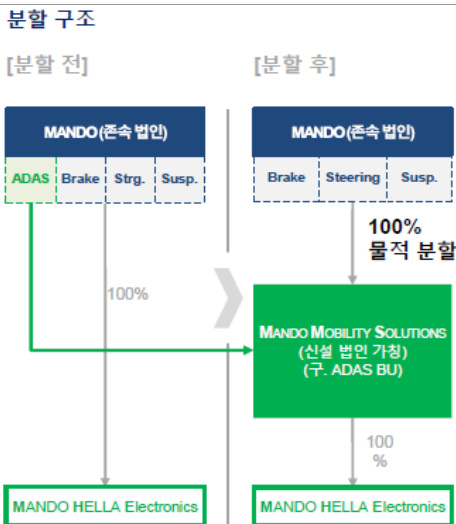 분할 구조
[분할 전]
[분할 후]
MANDO(존속 법인)
ADAS Brake Strg. Susp.
100%
MANDO HELLA Electronics
MANDO(존속 법인)
Brake Steering Susp.
100%
물적 분할
MANDO MOBILITY SOLUTIONS
(신설 법인 가칭)
(구. ADAS BU)
100
%
MANDO HELLA Electronics